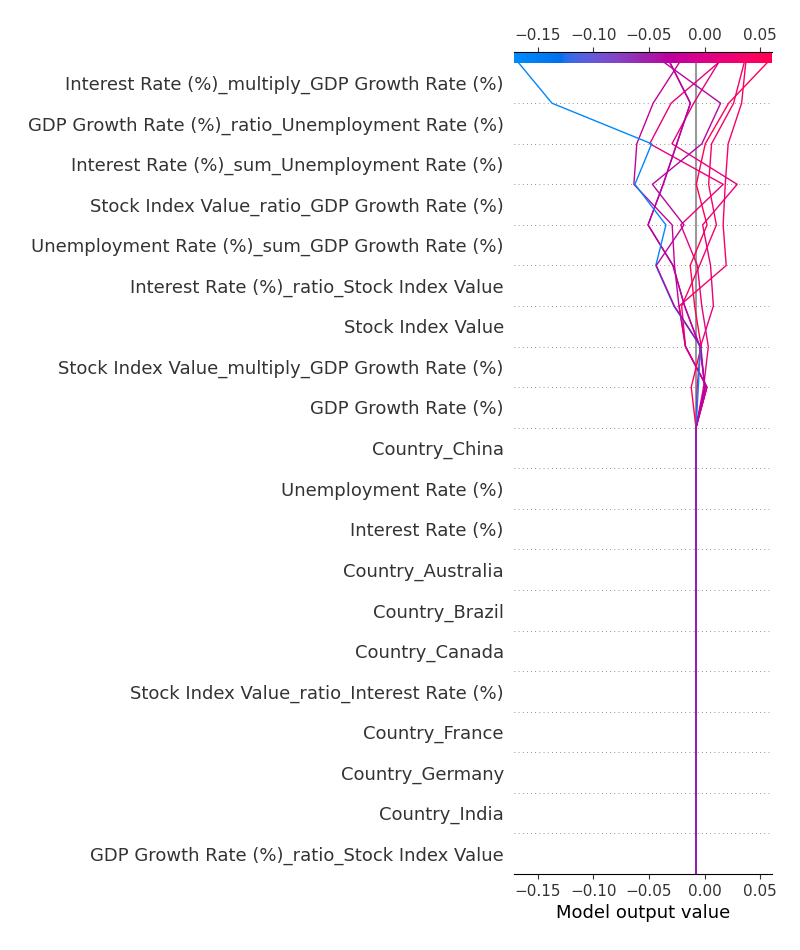 −0.15 −0.10 −0.05 0.00 0.05
Interest Rate (%)_multiply_GDP Growth Rate (%)
GDP Growth Rate (%)_ratio_Unemployment Rate (%)
Interest Rate (%)_sum_Unemployment Rate (%)
Stock Index Value_ratio_GDP Growth Rate (%)
Unemployment Rate (%)_sum_GDP Growth Rate (%)
Interest Rate (%)_ratio_Stock Index Value
Stock Index Value
Stock Index Value_multiply_GDP Growth Rate (%)
GDP Growth Rate (%)
Country_China
Unemployment Rate (%)
Interest Rate (%)
Country_Australia
Country_Brazil
Country_Canada
Stock Index Value_ratio_Interest Rate (%)
Country_France
Country_Germany
Country_India
GDP Growth Rate (%)_ratio_Stock Index Value
−0.15 −0.10 −0.05 0.00 0.05
Model output value